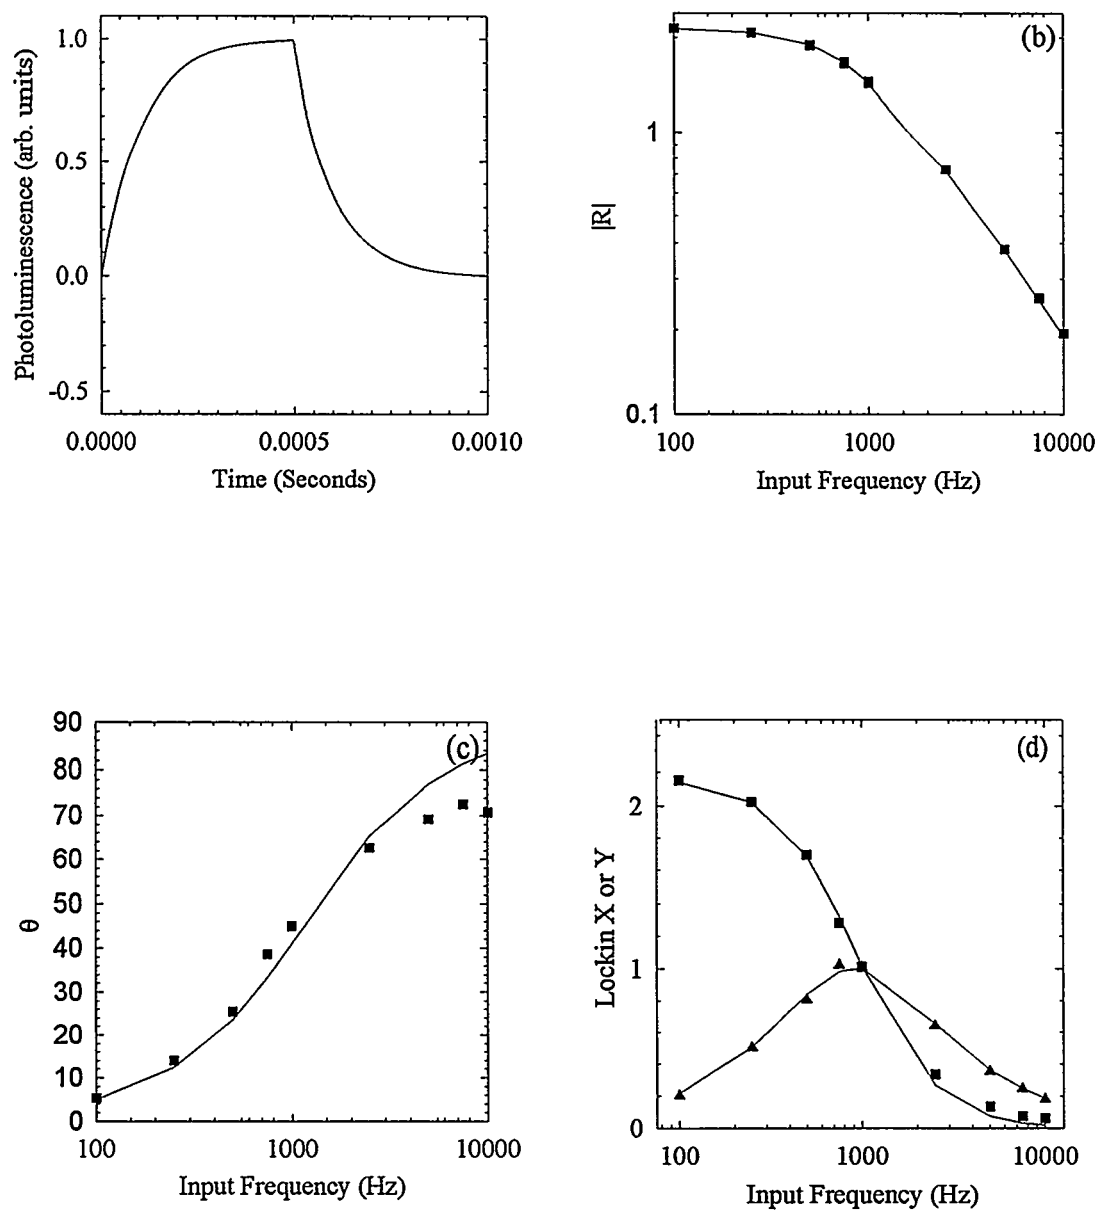 1.0
0.5
0.0
-0.5
Photoluminescence (arb. units)
0.0000 0.0005 0.0010
Time (Seconds)
(b)
1
0.1
|R|
100 1000 10000
Input Frequency (Hz)
(c)
90
80
70
60
50
40
30
20
10
0
θ
100 1000 10000
Input Frequency (Hz)
(d)
2
1
0
Lockin X or Y
100 1000 10000
Input Frequency (Hz)